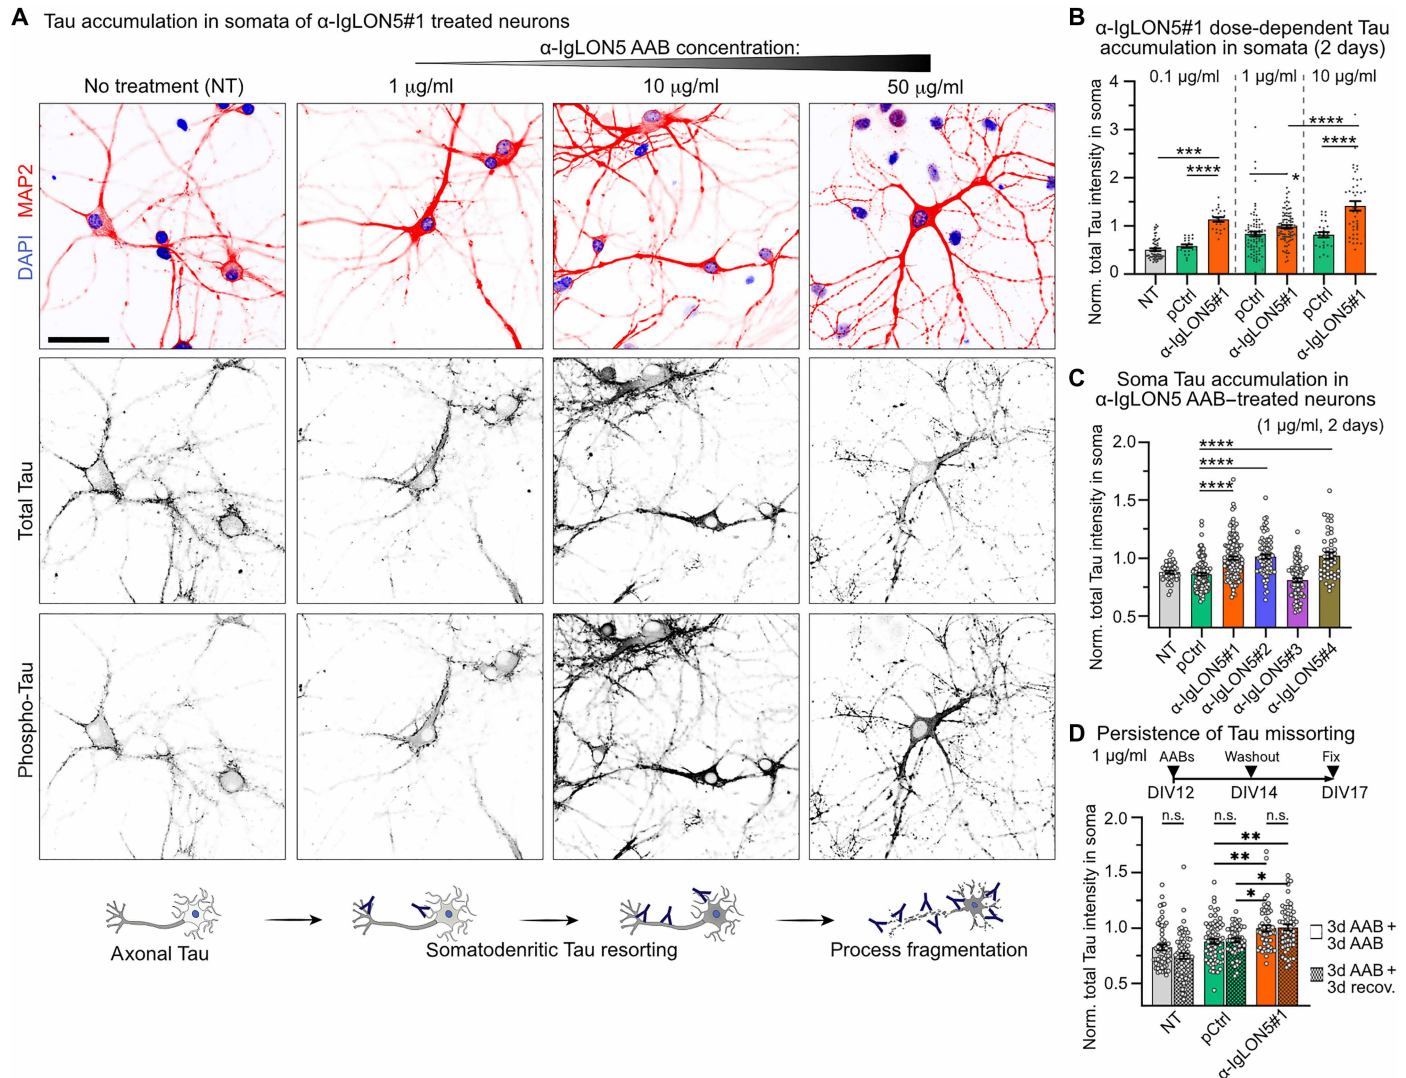 A Tau accumulation in somata of α-IgLON5#1 treated neurons
α-IgLON5 AAB concentration:
No treatment (NT)
1 µg/ml
10 µg/ml
50 µg/ml
DAPI MAP2
Total Tau
Phospho-Tau
Axonal Tau
Somatodenritic Tau resorting
Process fragmentation
B α-IgLON5#1 dose-dependent Tau
accumulation in somata (2 days)
0.1 µg/ml
1 µg/ml
10 µg/ml
Norm. total Tau intensity in soma
4
3
2
1
0
***
****
*
****
****
NT
pCtrl
α-IgLON5#1
pCtrl
α-IgLON5#1
pCtrl
α-IgLON5#1
C Soma Tau accumulation in
α-IgLON5 AAB–treated neurons
(1 µg/ml, 2 days)
Norm. total Tau intensity in soma
2.0
1.5
1.0
0.5
****
****
****
NT
pCtrl
α-IgLON5#1
α-IgLON5#2
α-IgLON5#3
α-IgLON5#4
D Persistence of Tau missorting
1 µg/ml
AABs
Washout
Fix
DIV12
DIV14
DIV17
Norm. total Tau intensity in soma
2.0
1.5
1.0
0.5
n.s.
n.s.
n.s.
**
**
*
*
NT
pCtrl
α-IgLON5#1
3d AAB +
3d AAB
3d AAB +
3d recov.